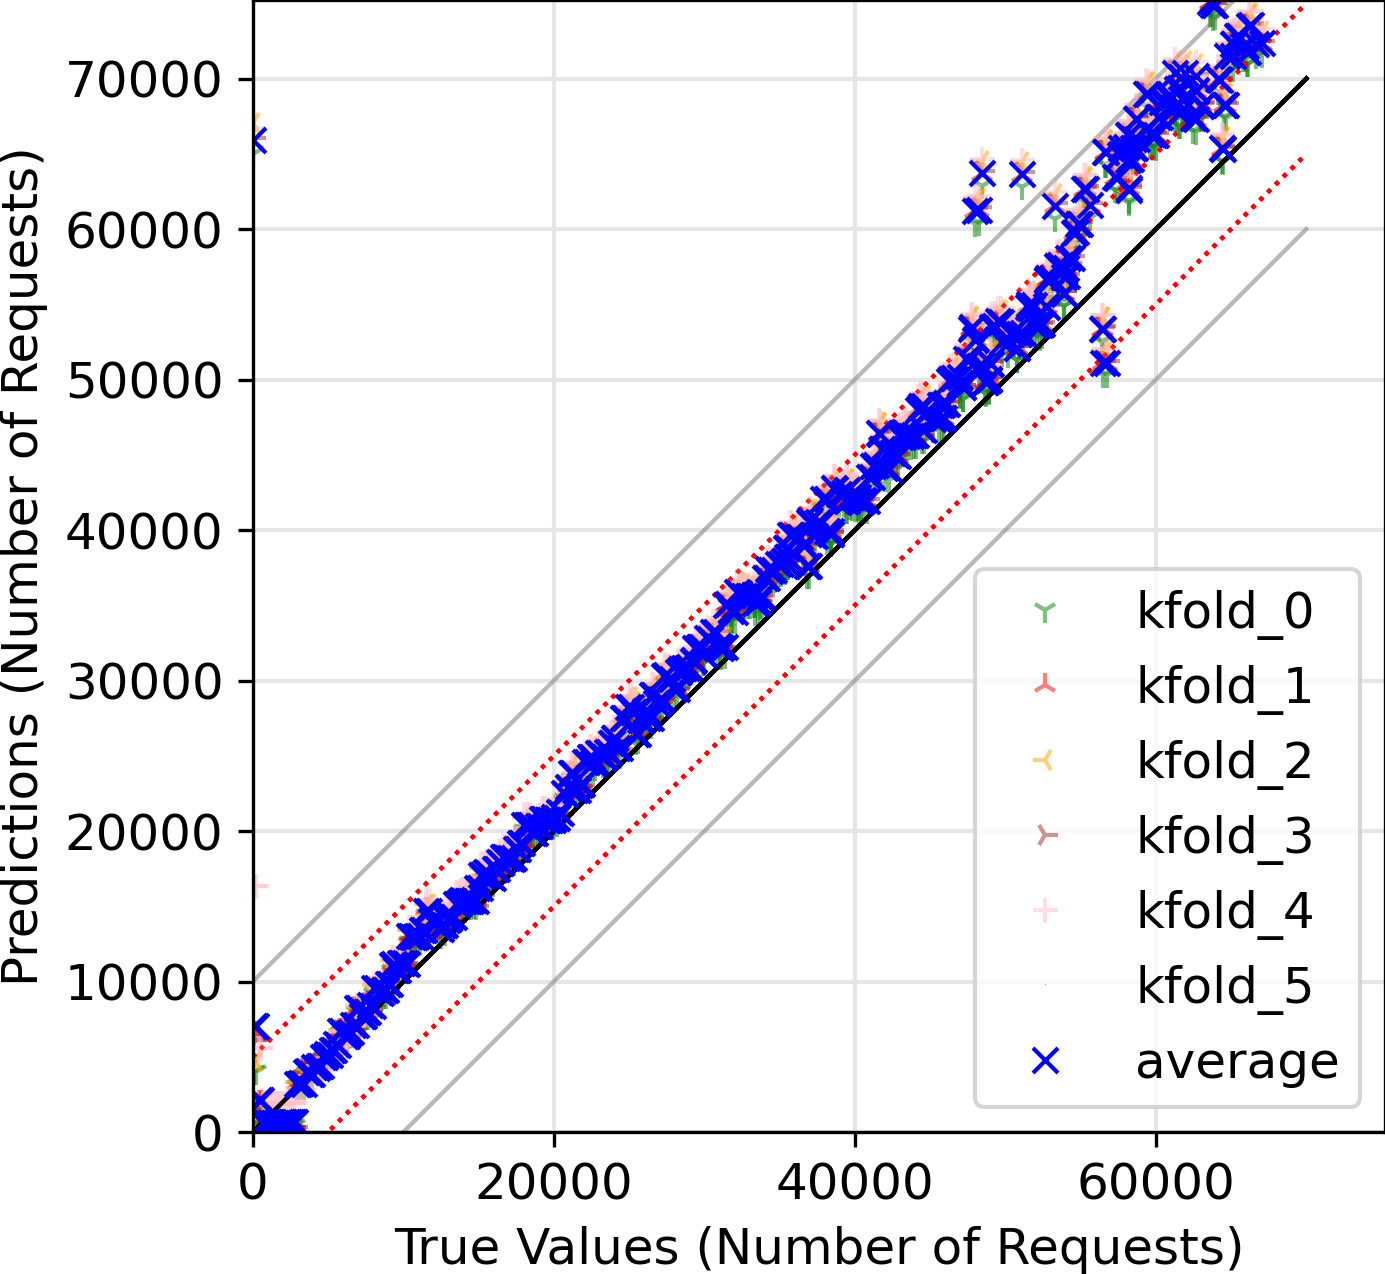 Predictions (Number of Requests)
70000
60000
50000
40000
30000
20000
10000
0
kfold_0
kfold_1
kfold_2
kfold_3
kfold_4
kfold_5
average
0
20000
40000
60000
True Values (Number of Requests)